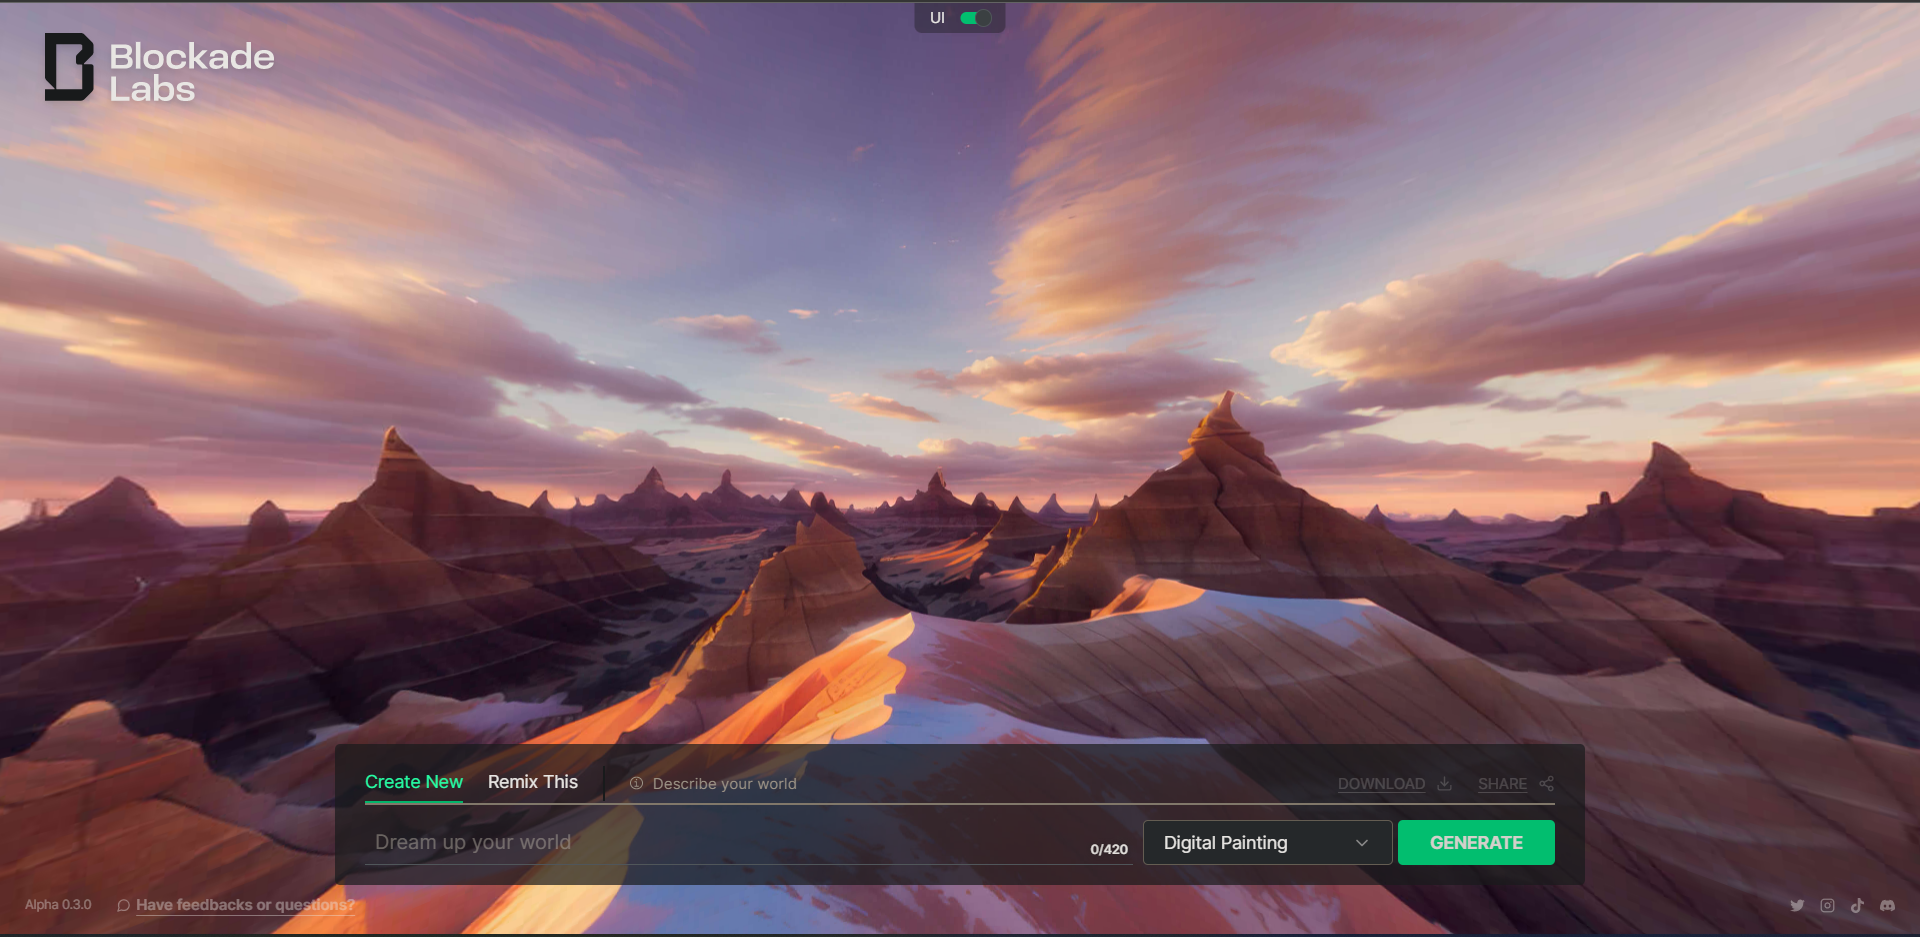 UI
Blockade
Labs
Create New
Remix This
Describe your world
DOWNLOAD
SHARE
Dream up your world
0/420
Digital Painting
GENERATE
Alpha 0.3.0
Have feedbacks or questions?